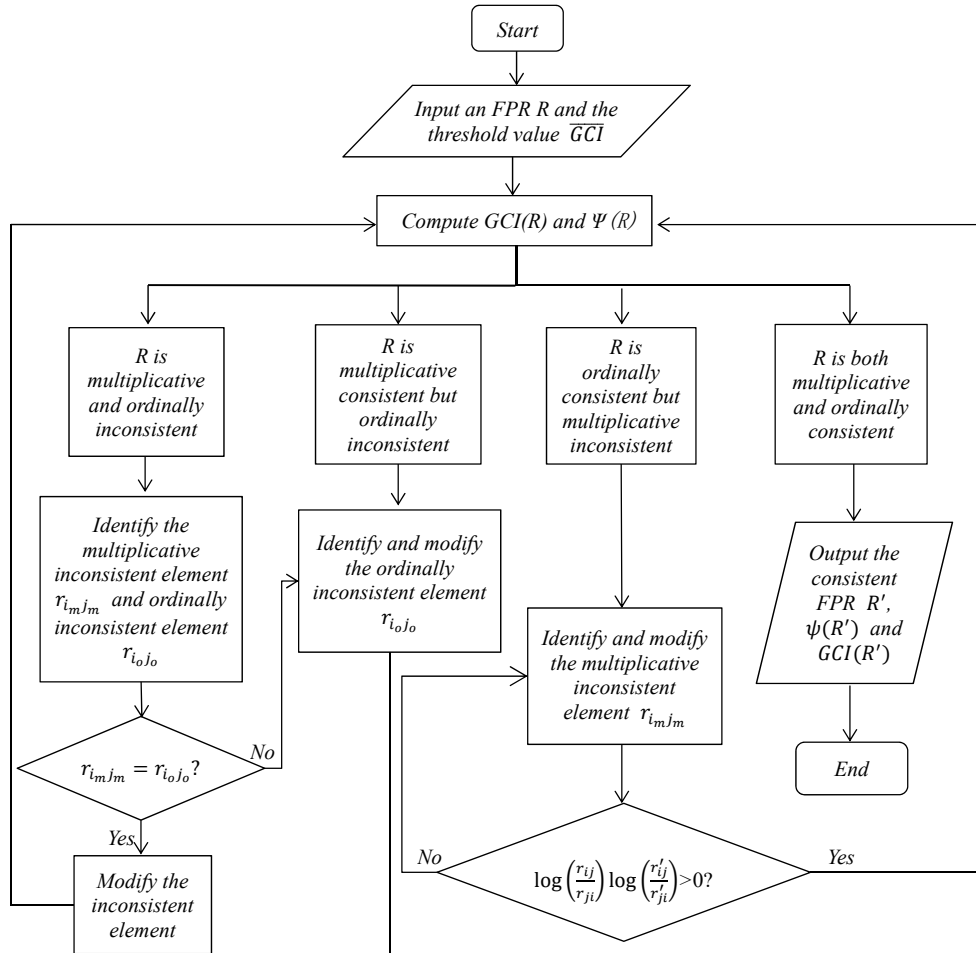 Start
Input an FPR R and the
threshold value \overline{GCI}
Compute GCI(R) and Ψ(R)
R is
multiplicative
and ordinally
inconsistent
R is
multiplicative
consistent but
ordinally
inconsistent
R is
ordinally
consistent but
multiplicative
inconsistent
R is both
multiplicative
and ordinally
consistent
Identify the
multiplicative
inconsistent element
r_{i_m j_m} and ordinally
inconsistent element
r_{i_o j_o}
Identify and modify
the ordinally
inconsistent element
r_{i_o j_o}
Identify and modify
the multiplicative
inconsistent
element r_{i_m j_m}
Output the
consistent
FPR R′,
ψ(R′) and
GCI(R′)
r_{i_m j_m} = r_{i_o j_o}?
No
Yes
Modify the
inconsistent
element
log(r_{ij}/r_{ji}) log(r′_{ij}/r′_{ji})>0?
No
Yes
End